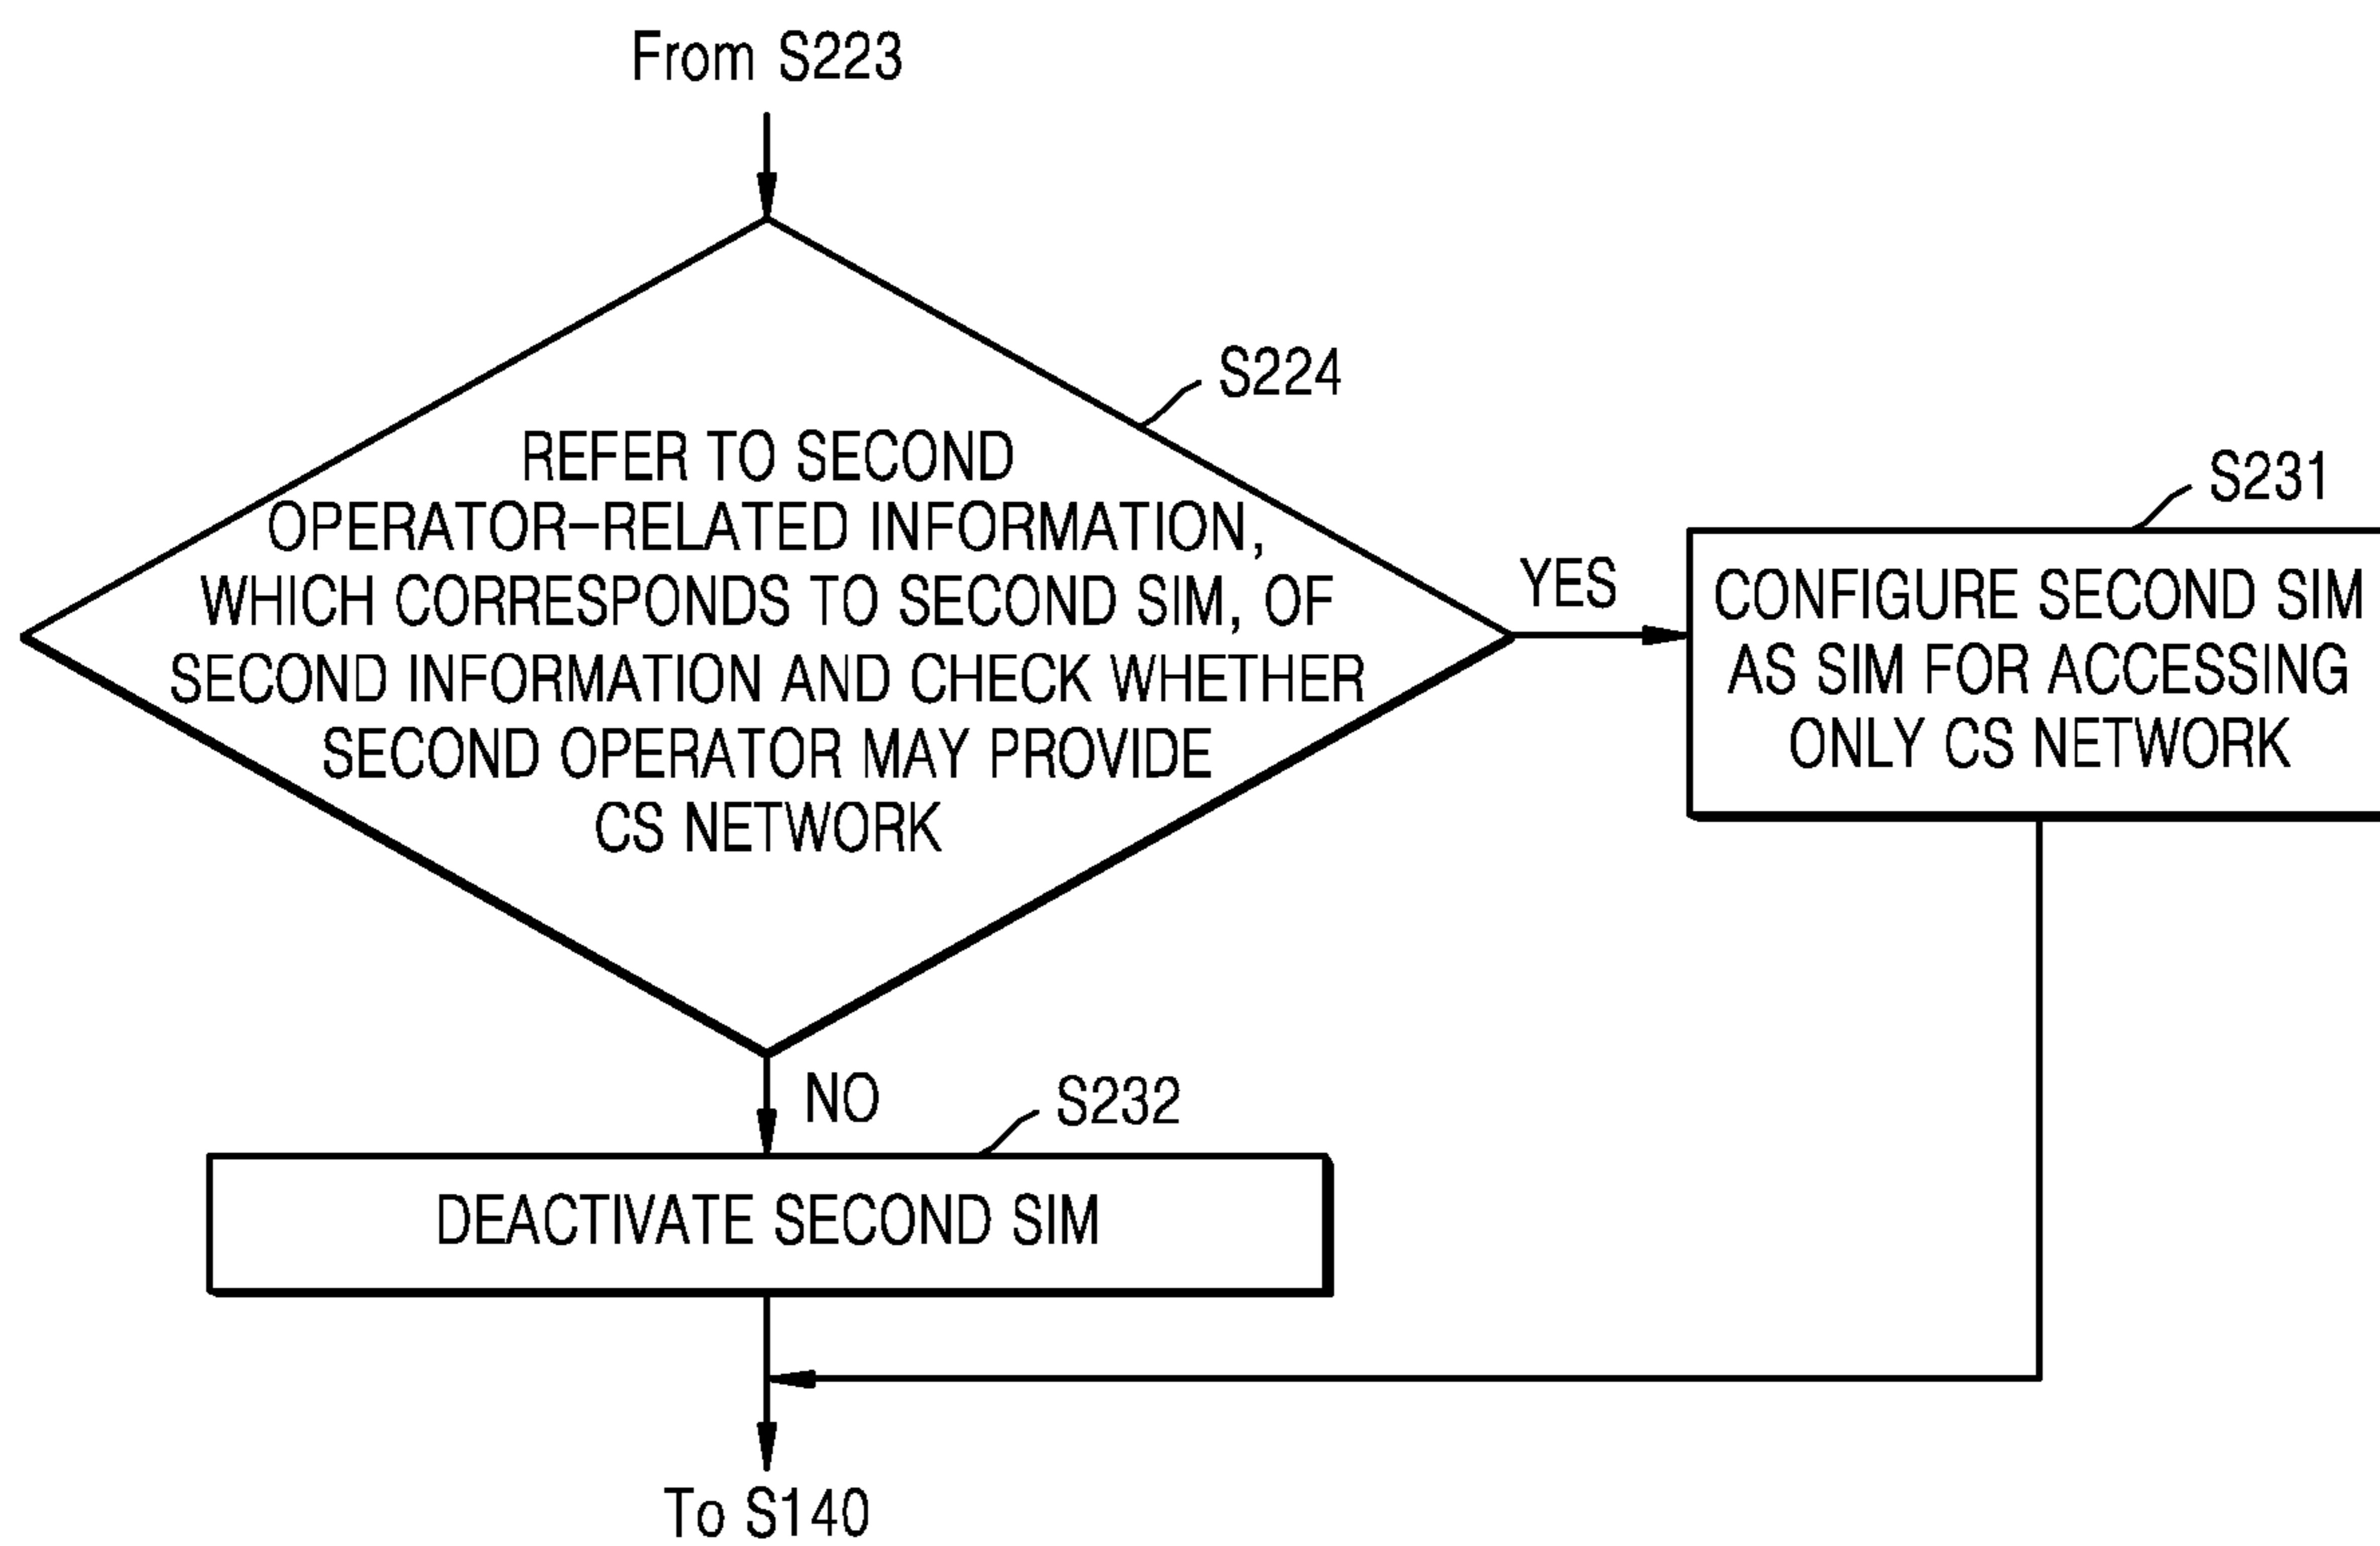 From S223
S224
REFER TO SECOND
OPERATOR-RELATED INFORMATION,
WHICH CORRESPONDS TO SECOND SIM, OF
SECOND INFORMATION AND CHECK WHETHER
SECOND OPERATOR MAY PROVIDE
CS NETWORK
YES
S231
CONFIGURE SECOND SIM
AS SIM FOR ACCESSING
ONLY CS NETWORK
NO
S232
DEACTIVATE SECOND SIM
To S140